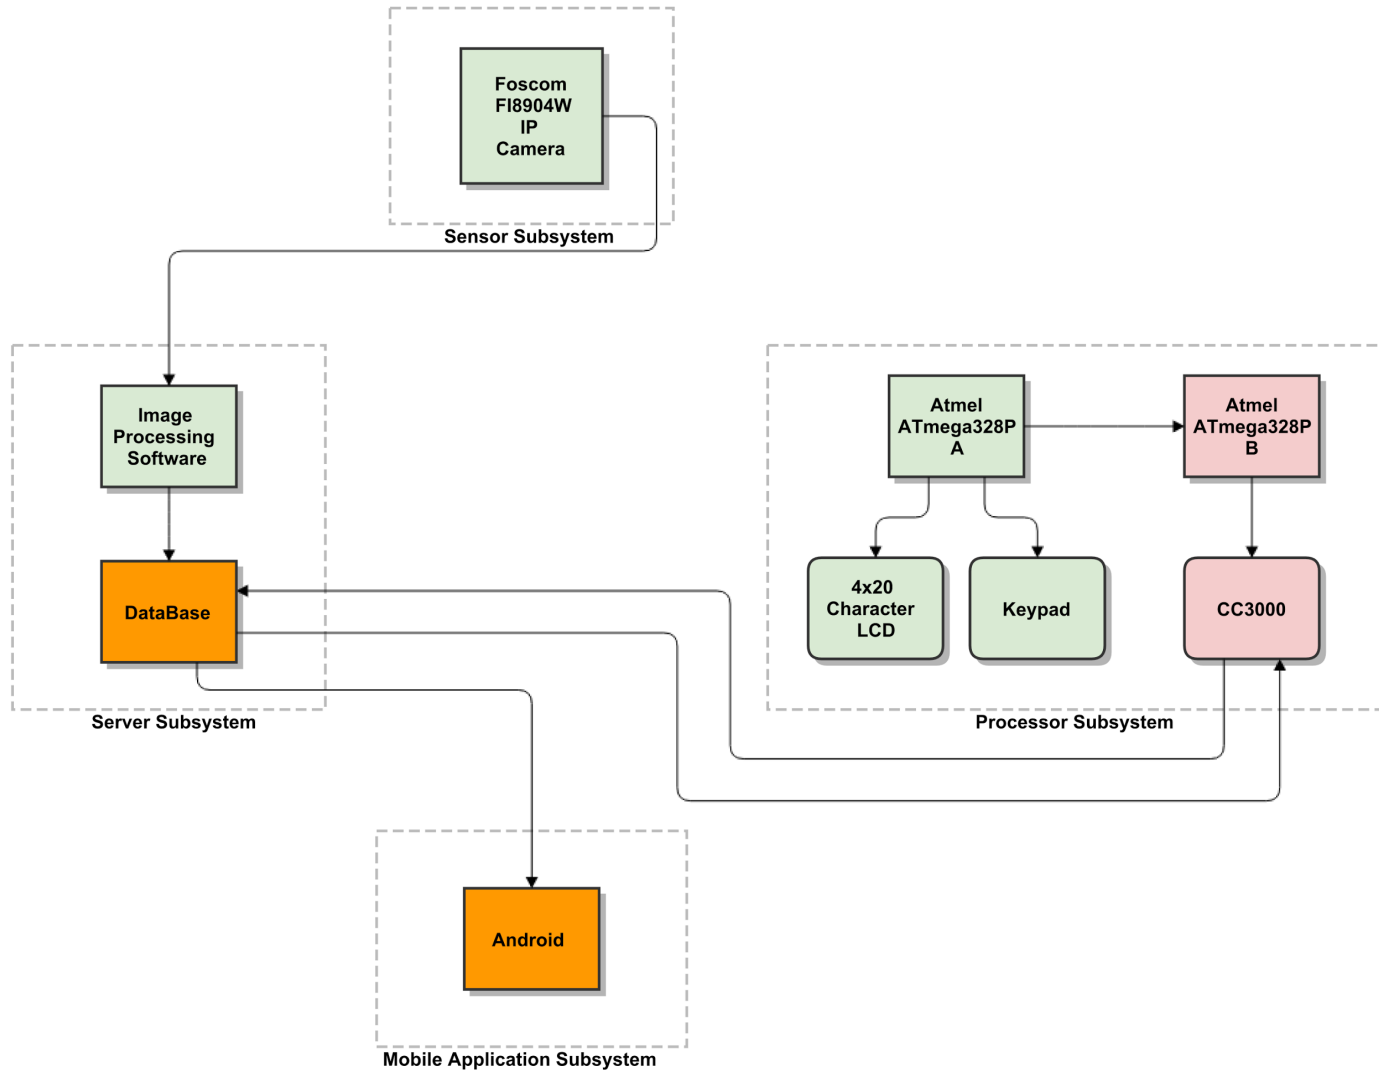 Foscom
FI8904W
IP
Camera
Sensor Subsystem
Image
Processing
Software
DataBase
Server Subsystem
Atmel
ATmega328P
A
Atmel
ATmega328P
B
4x20
Character
LCD
Keypad
CC3000
Processor Subsystem
Android
Mobile Application Subsystem